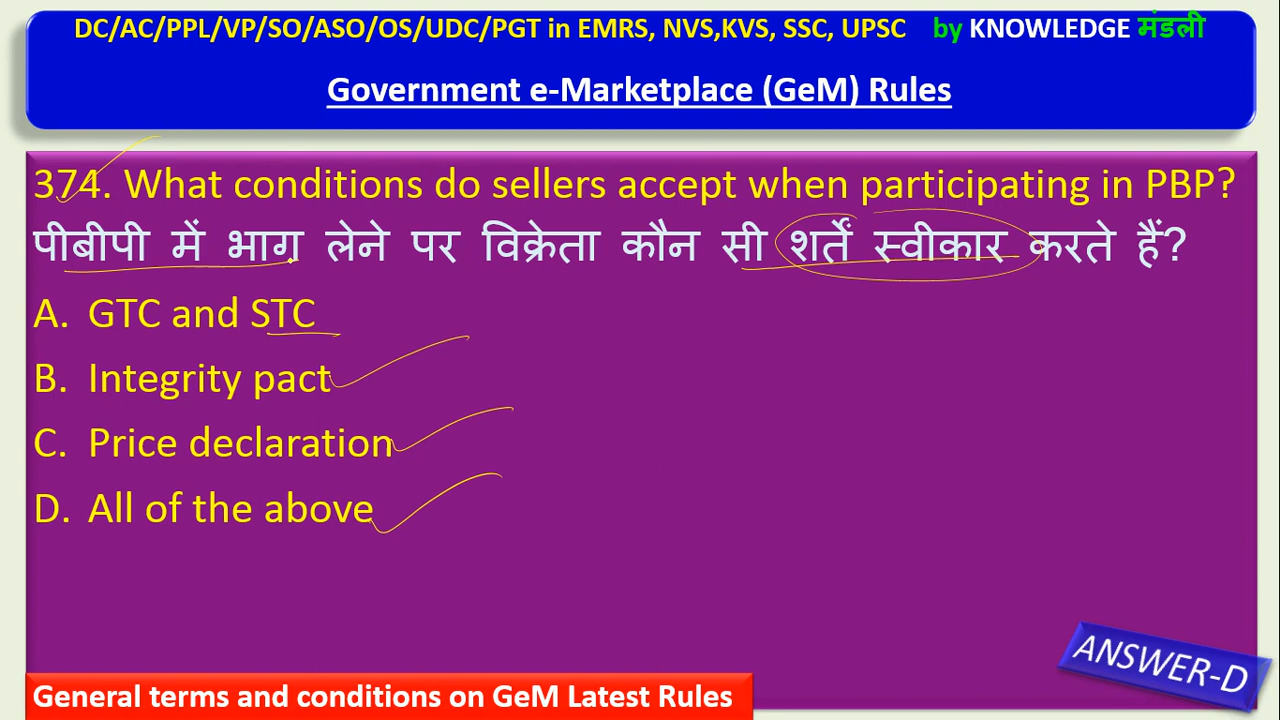 DC/AC/PPL/VP/SO/ASO/OS/UDC/PGT in EMRS, NVS,KVS, SSC, UPSC by KNOWLEDGE मंडली
Government e-Marketplace (GeM) Rules
374. What conditions do sellers accept when participating in PBP?
पीबीपी में भाग लेने पर विक्रेता कौन सी शर्तें स्वीकार करते हैं?
A. GTC and STC
B. Integrity pact
C. Price declaration
D. All of the above
ANSWER-D
General terms and conditions on GeM Latest Rules